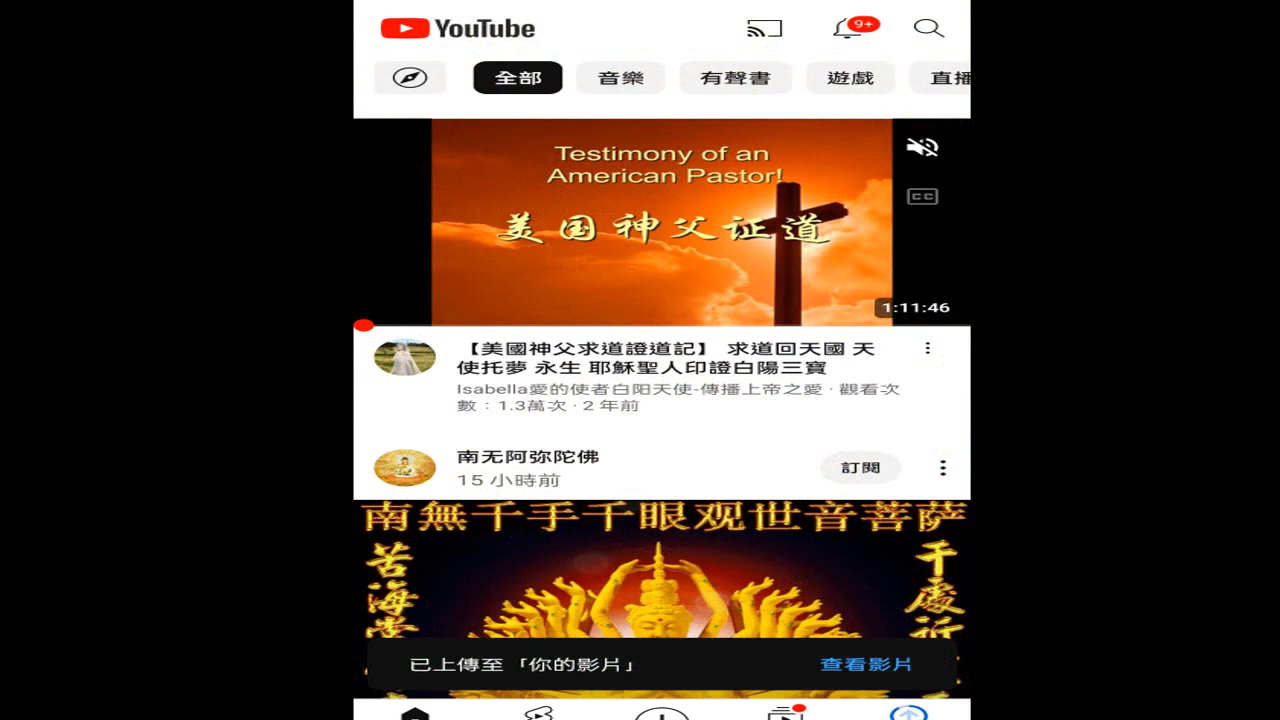 YouTube
9+
全部 音樂 有聲書 遊戲 直播
Testimony of an
American Pastor!
美国神父证道
CC
1:11:46
【美國神父求道證道記】 求道回天國 天
使托夢 永生 耶穌聖人印證白陽三寶
Isabella愛的使者白阳天使-傳播上帝之愛 · 觀看次
數：1.3萬次 · 2 年前
南无阿弥陀佛
15 小時前
訂閱
南無千手千眼观世音菩萨
苦海常
千處祈
已上傳至「你的影片」 查看影片